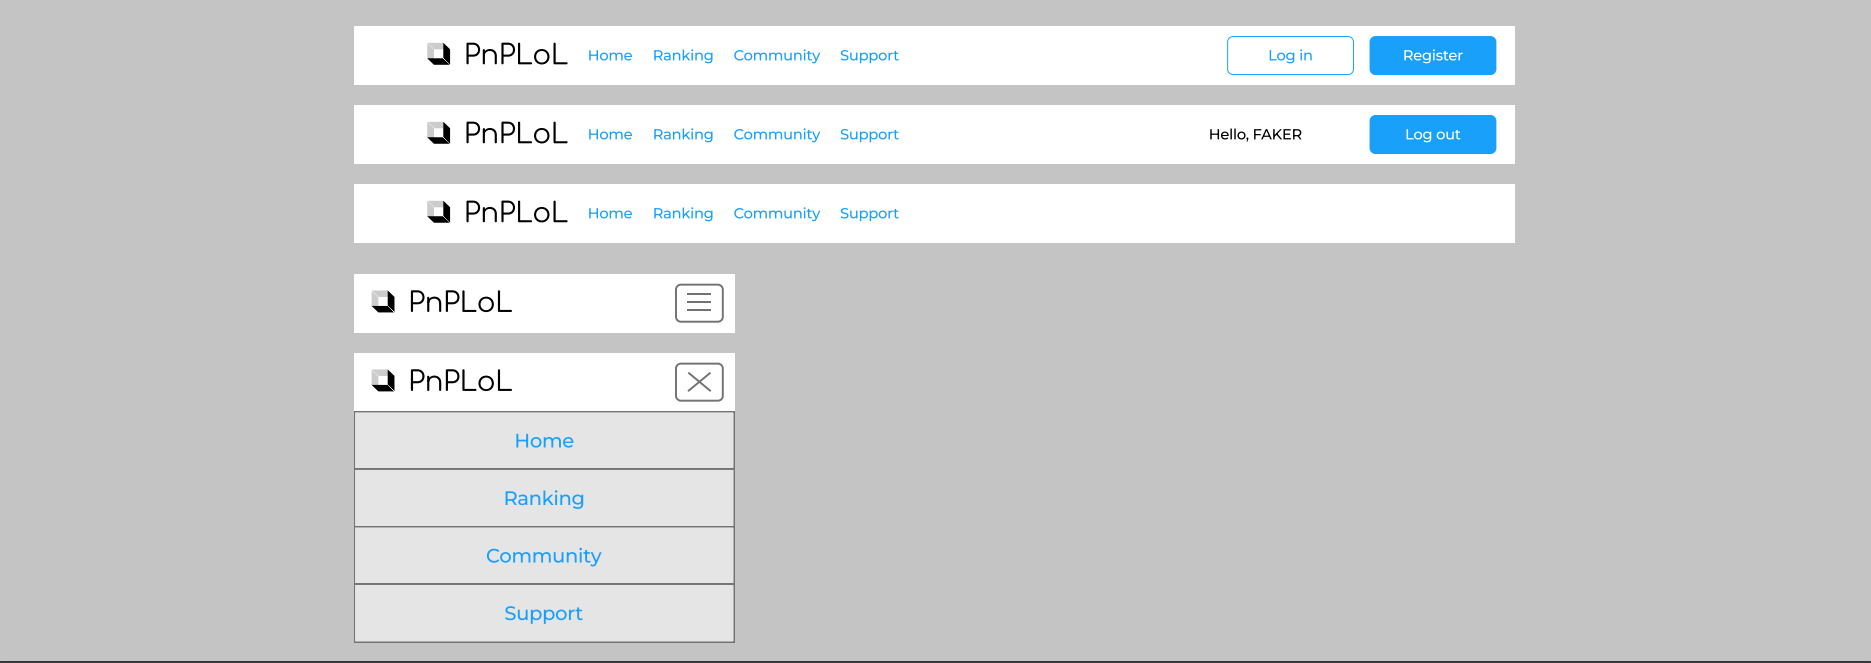 PnPLoL Home Ranking Community Support Log in Register
PnPLoL Home Ranking Community Support Hello, FAKER Log out
PnPLoL Home Ranking Community Support
PnPLoL
PnPLoL
Home
Ranking
Community
Support